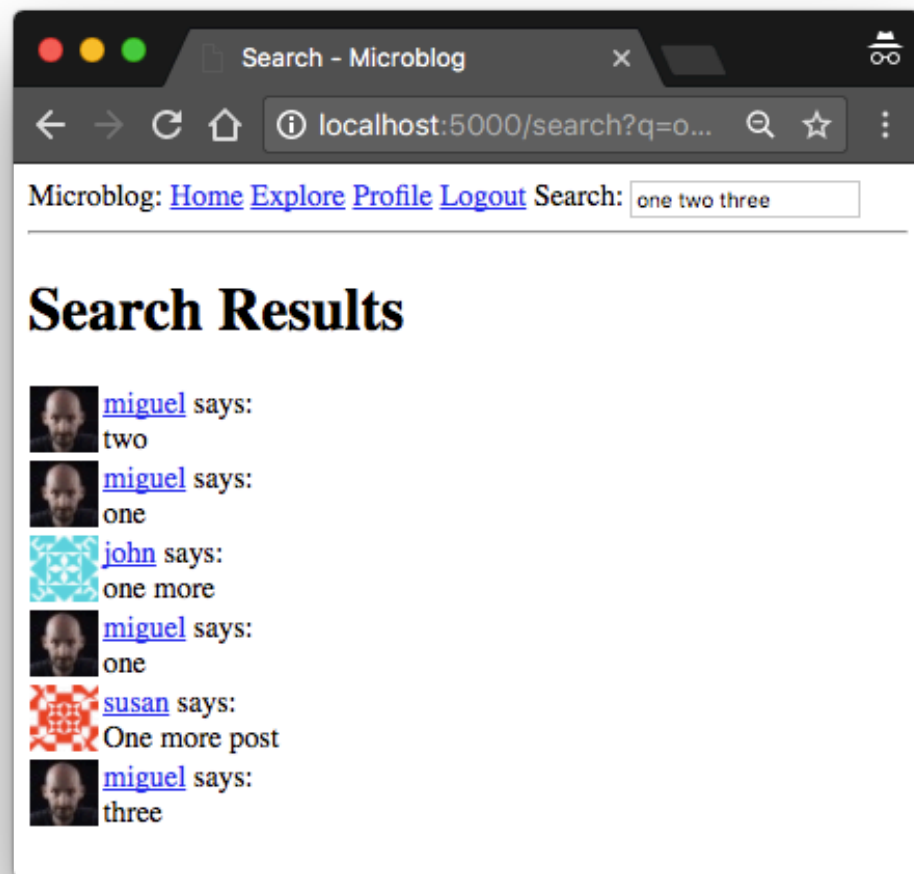 Search - Microblog
localhost:5000/search?q=o...
Microblog: Home Explore Profile Logout Search: one two three
Search Results
miguel says:
two
miguel says:
one
john says:
one more
miguel says:
one
susan says:
One more post
miguel says:
three